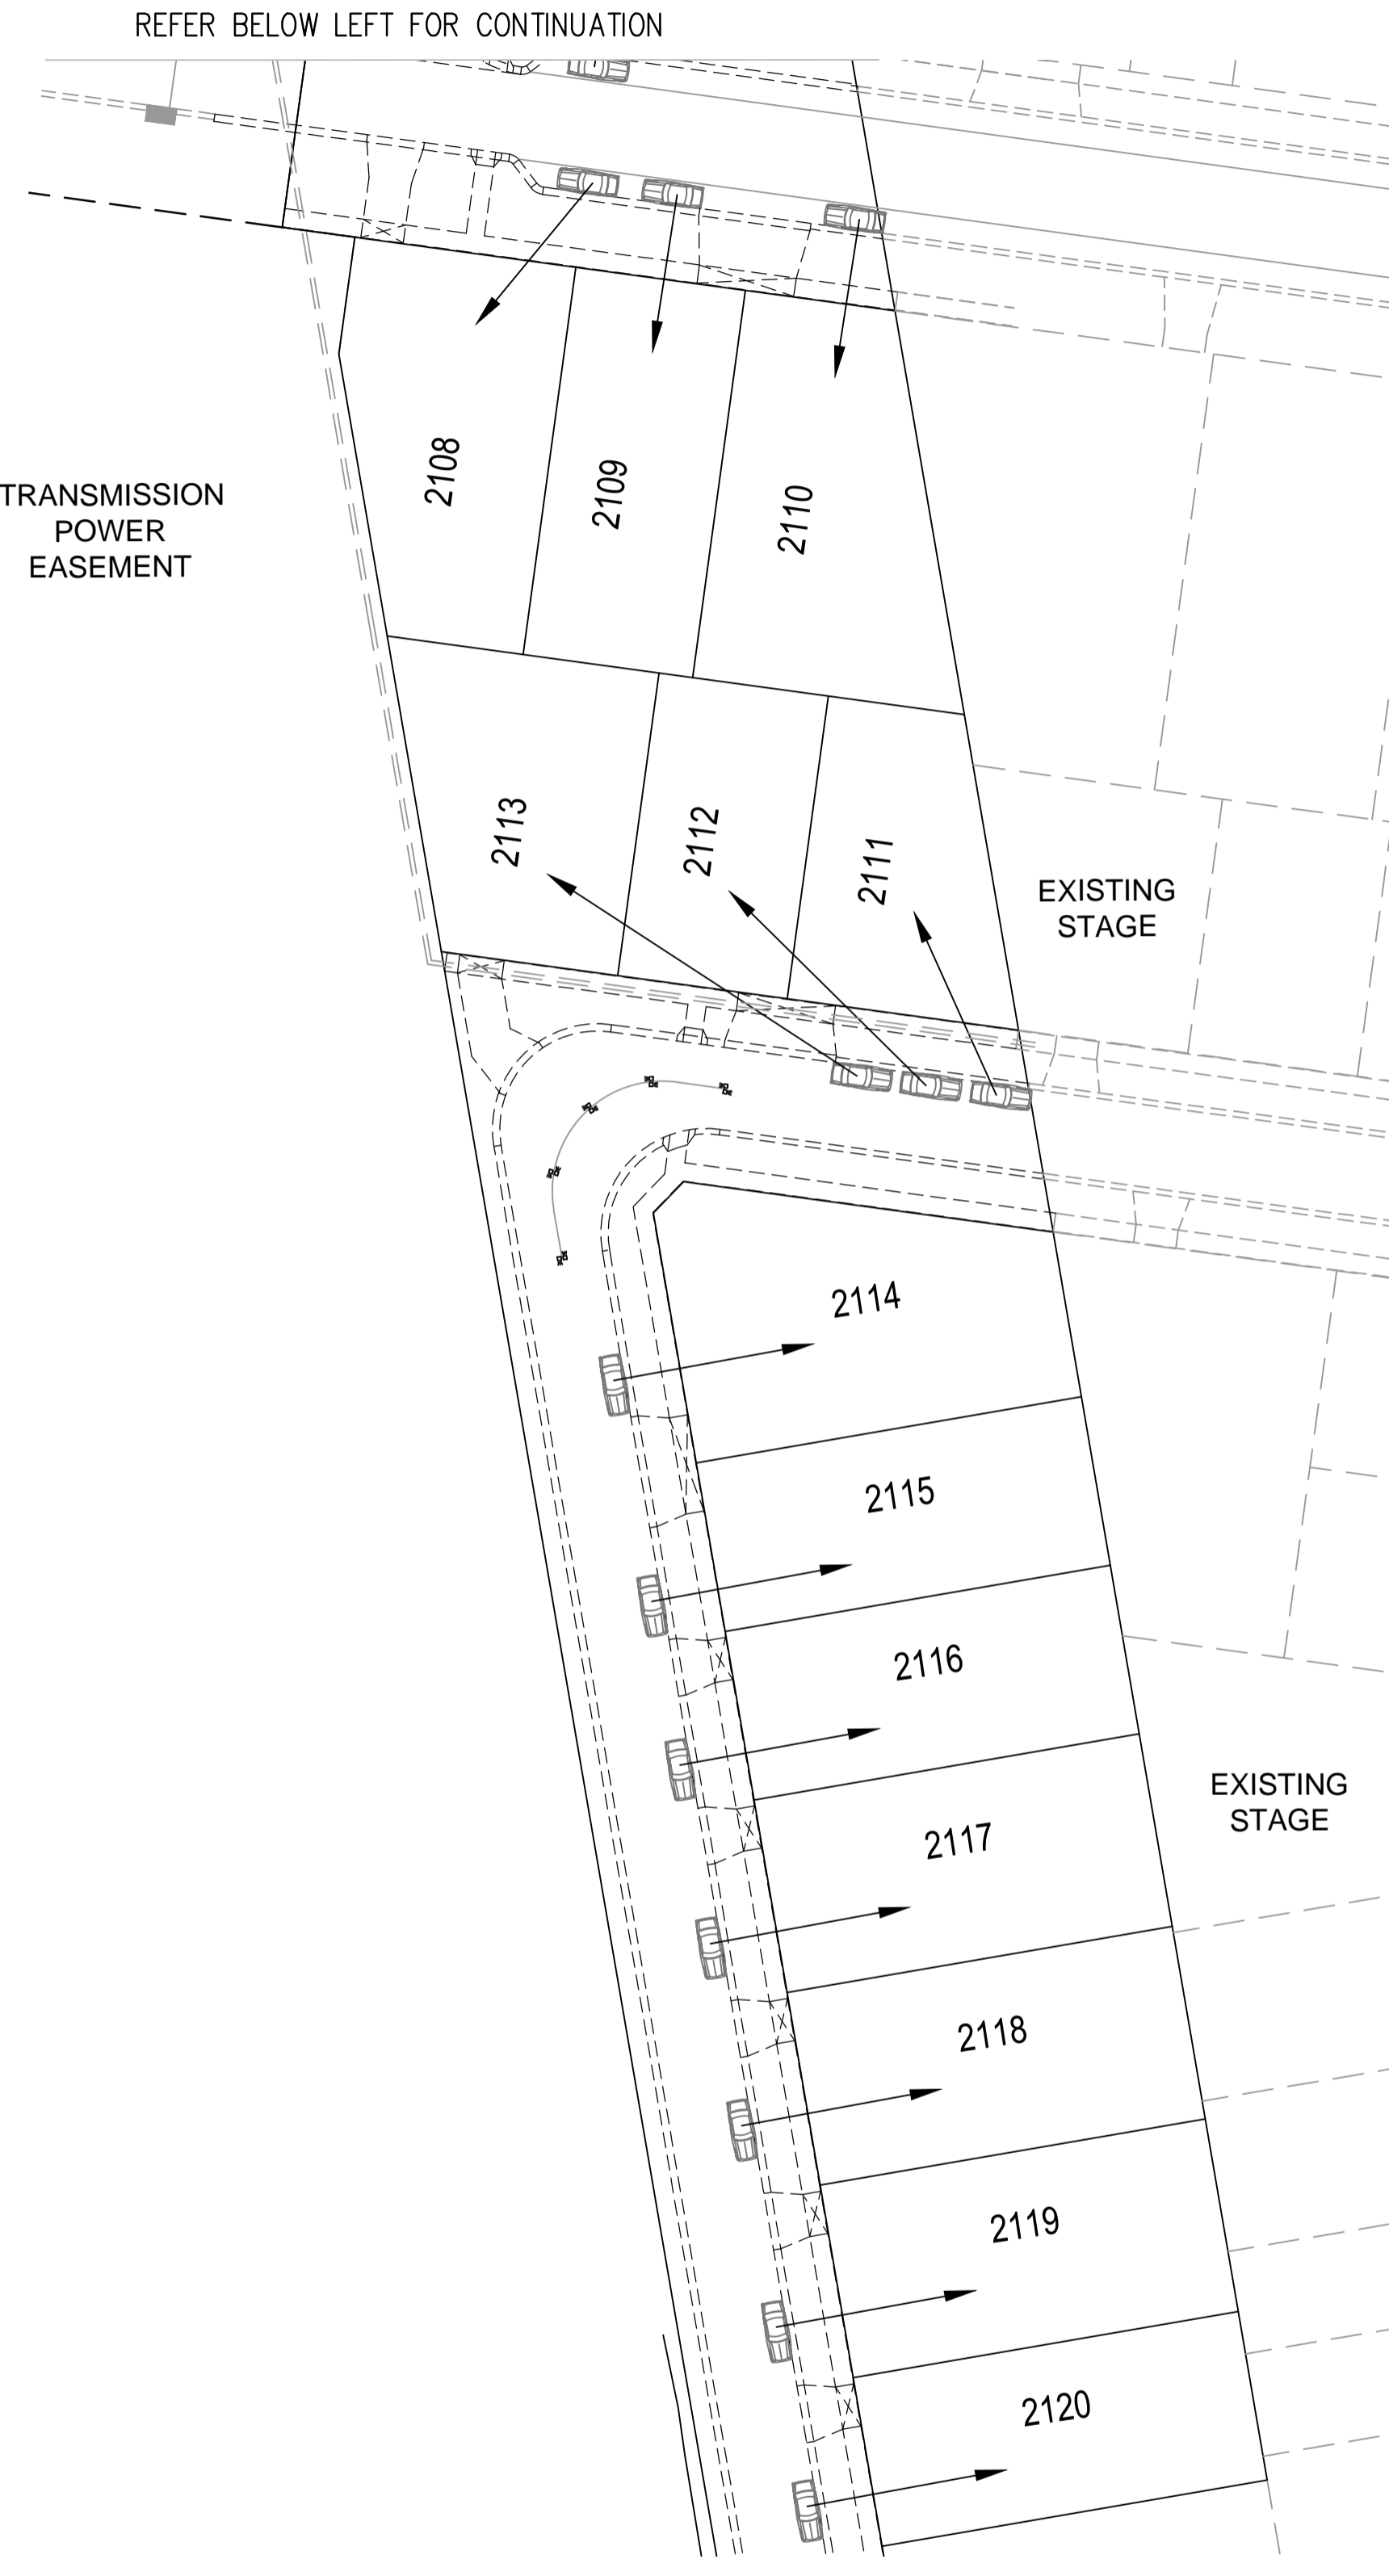 REFER BELOW LEFT FOR CONTINUATION
2108
2109
2110
TRANSMISSION
POWER
EASEMENT
2113
2112
2111
EXISTING
STAGE
2114
2115
2116
EXISTING
STAGE
2117
2118
2119
2120